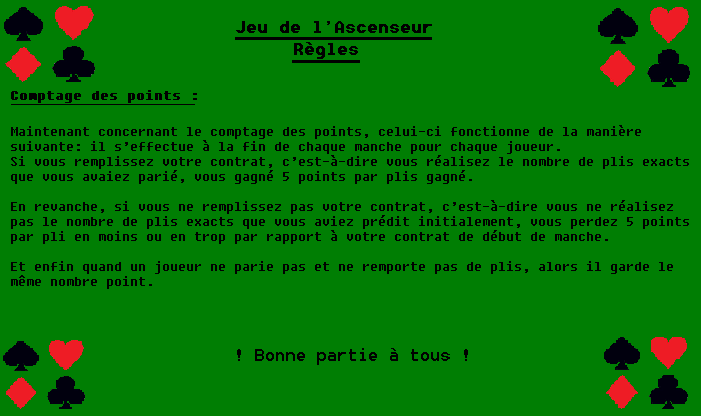 Jeu de l'Ascenseur
Règles
Comptage des points :
Maintenant concernant le comptage des points, celui-ci fonctionne de la manière
suivante: il s'effectue à la fin de chaque manche pour chaque joueur.
Si vous remplissez votre contrat, c'est-à-dire vous réalisez le nombre de plis exacts
que vous avaiez parié, vous gagné 5 points par plis gagné.
En revanche, si vous ne remplissez pas votre contrat, c'est-à-dire vous ne réalisez
pas le nombre de plis exacts que vous aviez prédit initialement, vous perdez 5 points
par pli en moins ou en trop par rapport à votre contrat de début de manche.
Et enfin quand un joueur ne parie pas et ne remporte pas de plis, alors il garde le
même nombre point.
! Bonne partie à tous !